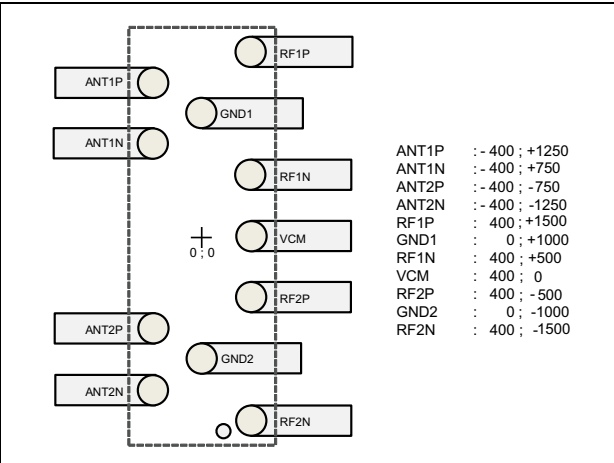 RF1P
ANT1P
GND1
ANT1N
RF1N
VCM
0 ; 0
RF2P
ANT2P
GND2
ANT2N
RF2N
ANT1P : - 400 ; +1250
ANT1N : - 400 ; +750
ANT2P : - 400 ; -750
ANT2N : - 400 ; -1250
RF1P : 400 ; +1500
GND1 : 0 ; +1000
RF1N : 400 ; +500
VCM : 400 ; 0
RF2P : 400 ; - 500
GND2 : 0 ; -1000
RF2N : 400 ; -1500